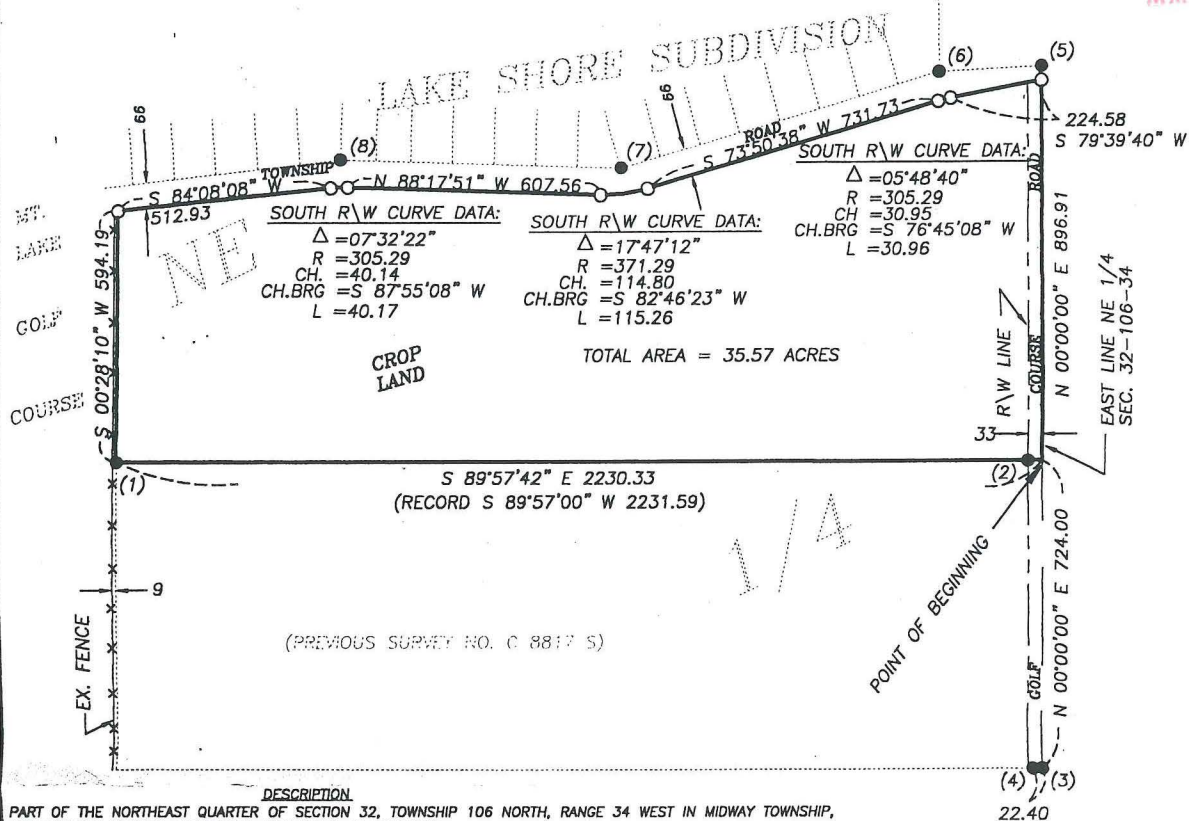 LAKE SHORE SUBDIVISION
(6)
(5)
66
66
(8)
(7)
TOWNSHIP
ROAD
S 84°08'08" W
512.93
N 88°17'51" W 607.56
S 73°50'38" W 731.73
224.58
S 79°39'40" W
MT.
LAKE
GOLF
COURSE
NE
S 00°28'10" W 594.19
SOUTH R\W CURVE DATA:
Δ =07°32'22"
R =305.29
CH. =40.14
CH.BRG =S 87°55'08" W
L =40.17
SOUTH R\W CURVE DATA:
Δ =17°47'12"
R =371.29
CH. =114.80
CH.BRG =S 82°46'23" W
L =115.26
SOUTH R\W CURVE DATA:
Δ =05°48'40"
R =305.29
CH =30.95
CH.BRG =S 76°45'08" W
L =30.96
TOTAL AREA = 35.57 ACRES
CROP
LAND
R\W LINE
ROAD
COURSE
GOLF
N 00°00'00" E 896.91
EAST LINE NE 1/4
SEC. 32-106-34
33
(1)
(2)
S 89°57'42" E 2230.33
(RECORD S 89°57'00" W 2231.59)
1/4
9
EX. FENCE
(PREVIOUS SURVEY NO. C 8817 S)
POINT OF BEGINNING
N 00°00'00" E 724.00
(4)
(3)
22.40
DESCRIPTION
PART OF THE NORTHEAST QUARTER OF SECTION 32, TOWNSHIP 106 NORTH, RANGE 34 WEST IN MIDWAY TOWNSHIP,